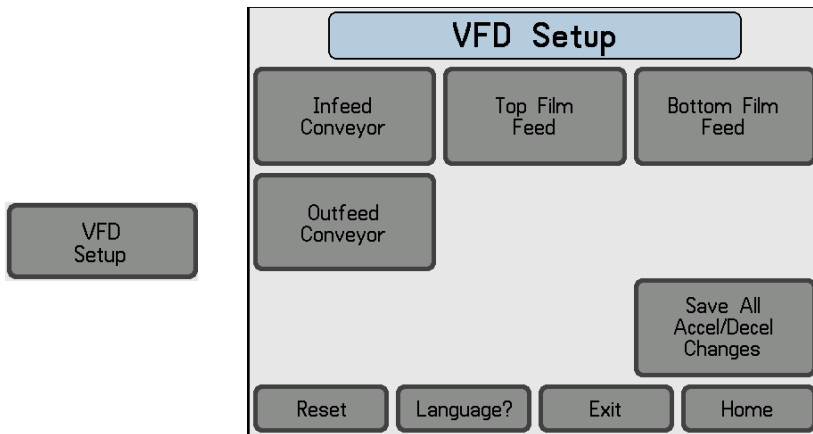 VFD
Setup
VFD Setup
Infeed
Conveyor
Top Film
Feed
Bottom Film
Feed
Outfeed
Conveyor
Save All
Accel/Decel
Changes
Reset
Language?
Exit
Home